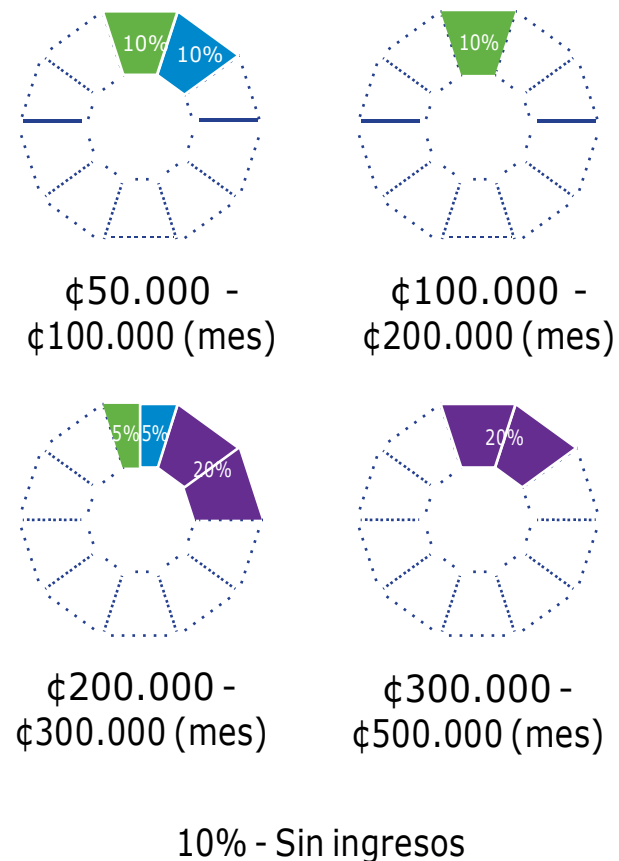 10%
10%
10%
¢50.000 -
¢100.000 (mes)
¢100.000 -
¢200.000 (mes)
5%
5%
20%
20%
¢200.000 -
¢300.000 (mes)
¢300.000 -
¢500.000 (mes)
10% - Sin ingresos